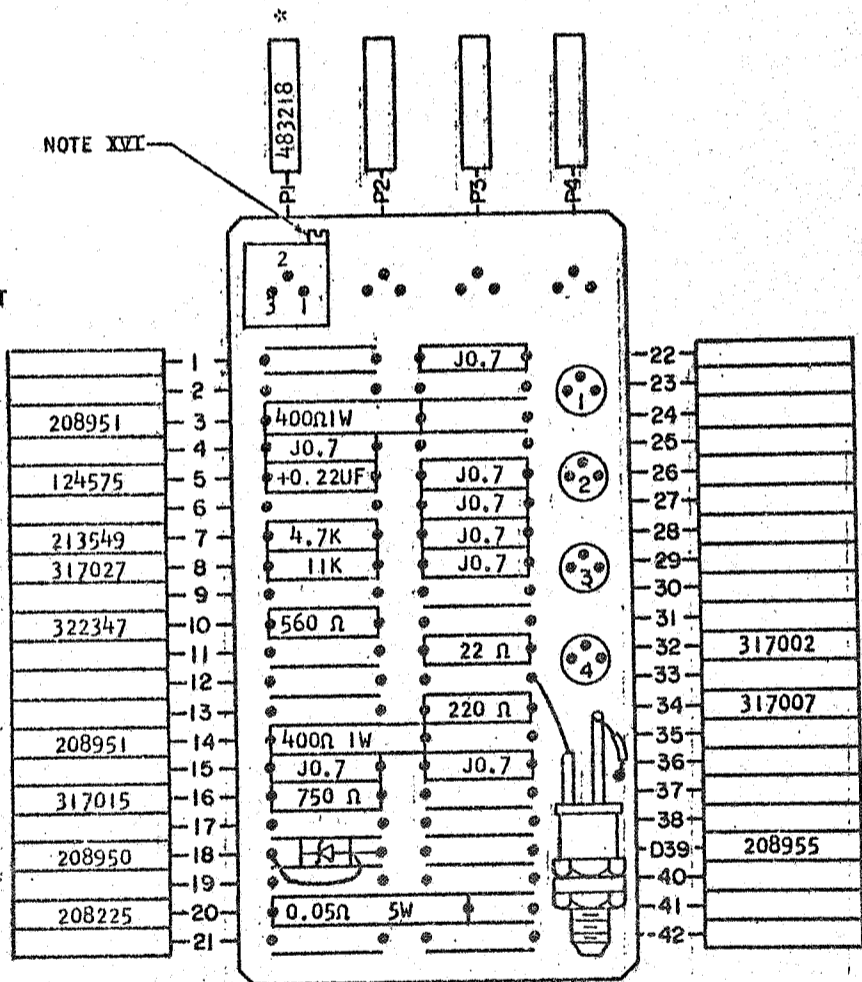 *
483218
NOTE XVI
P1 P2 P3 P4
2
3 1
T
1 J0.7 22
2 23 1
208951 3 400Ω1W 24
4 J0.7 25
124575 5 +0.22UF J0.7 26 2
6 J0.7 27
213549 7 4.7K J0.7 28
317027 8 11K J0.7 29 3
9 30
322347 10 560 Ω 31
11 22 Ω 32 317002
12 33 4
13 220 Ω 34 317007
208951 14 400Ω 1W 35
15 J0.7 J0.7 36
317015 16 750 Ω 37
17 38
208950 18 D39 208955
19 40
208225 20 0.05Ω 5W 41
21 42